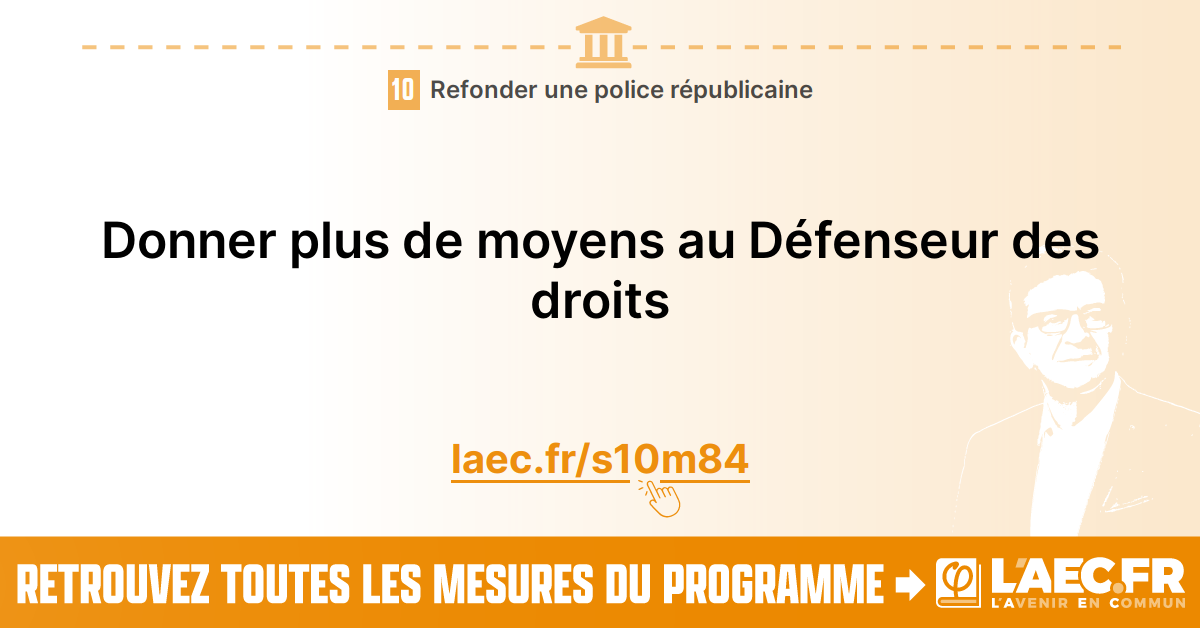 10 Refonder une police républicaine
Donner plus de moyens au Défenseur des
droits
laec.fr/s10m84
RETROUVEZ TOUTES LES MESURES DU PROGRAMME
φ L'AEC.FR
L'AVENIR EN COMMUN